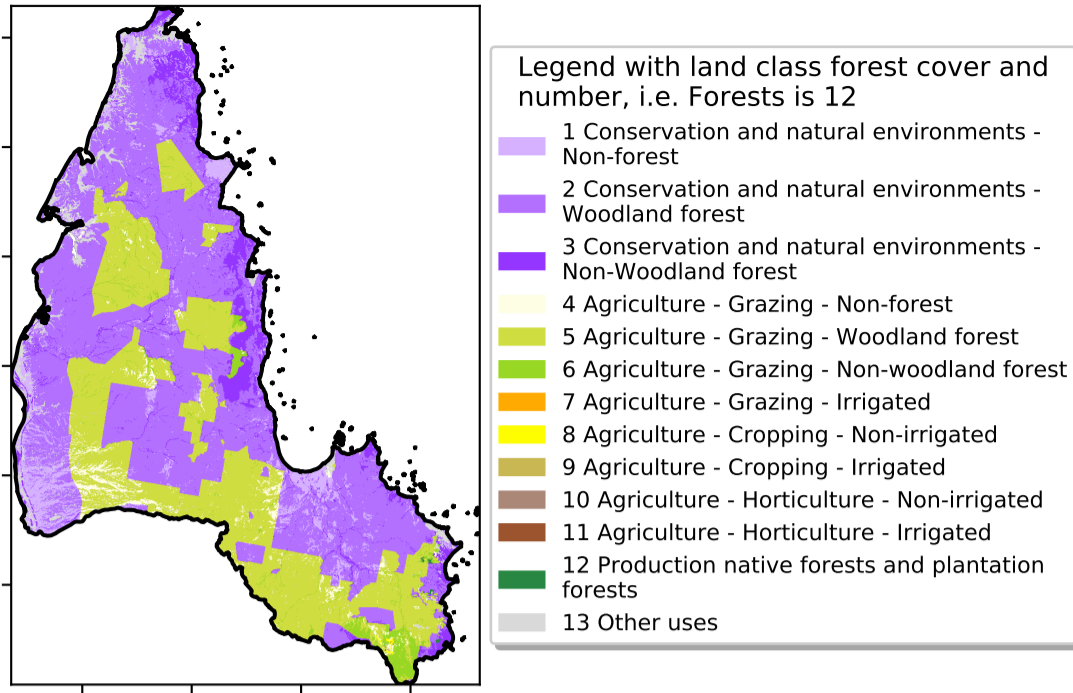 Legend with land class forest cover and
number, i.e. Forests is 12
1 Conservation and natural environments -
Non-forest
2 Conservation and natural environments -
Woodland forest
3 Conservation and natural environments -
Non-Woodland forest
4 Agriculture - Grazing - Non-forest
5 Agriculture - Grazing - Woodland forest
6 Agriculture - Grazing - Non-woodland forest
7 Agriculture - Grazing - Irrigated
8 Agriculture - Cropping - Non-irrigated
9 Agriculture - Cropping - Irrigated
10 Agriculture - Horticulture - Non-irrigated
11 Agriculture - Horticulture - Irrigated
12 Production native forests and plantation
forests
13 Other uses